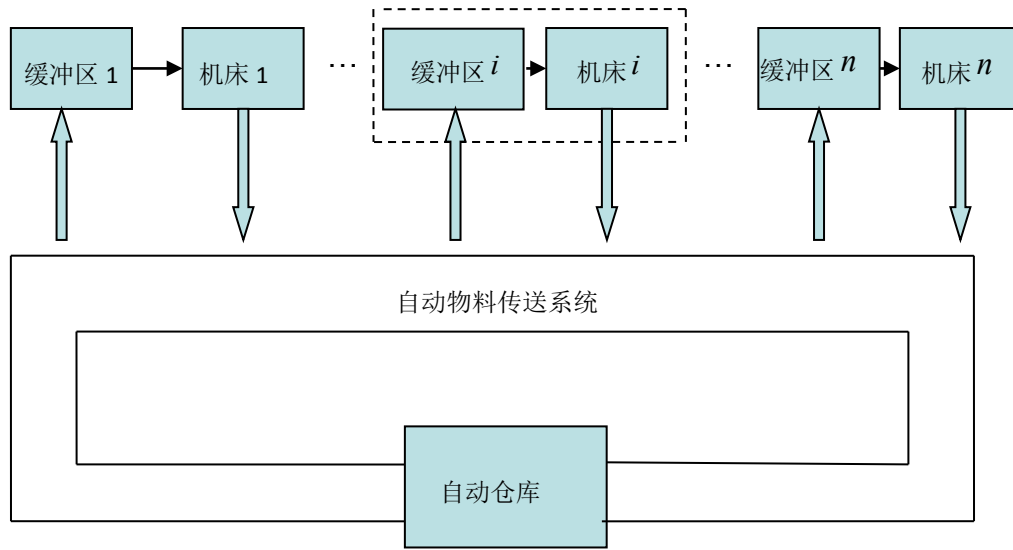 缓冲区 1
机床 1
…
缓冲区 i
机床 i
…
缓冲区 n
机床 n
自动物料传送系统
自动仓库